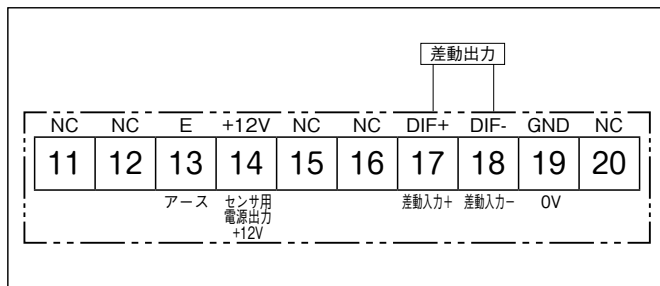 差動出力
NC NC E +12V NC NC DIF+ DIF- GND NC
11 12 13 14 15 16 17 18 19 20
アース センサ用 差動入力+ 差動入力− 0V
電源出力
+12V